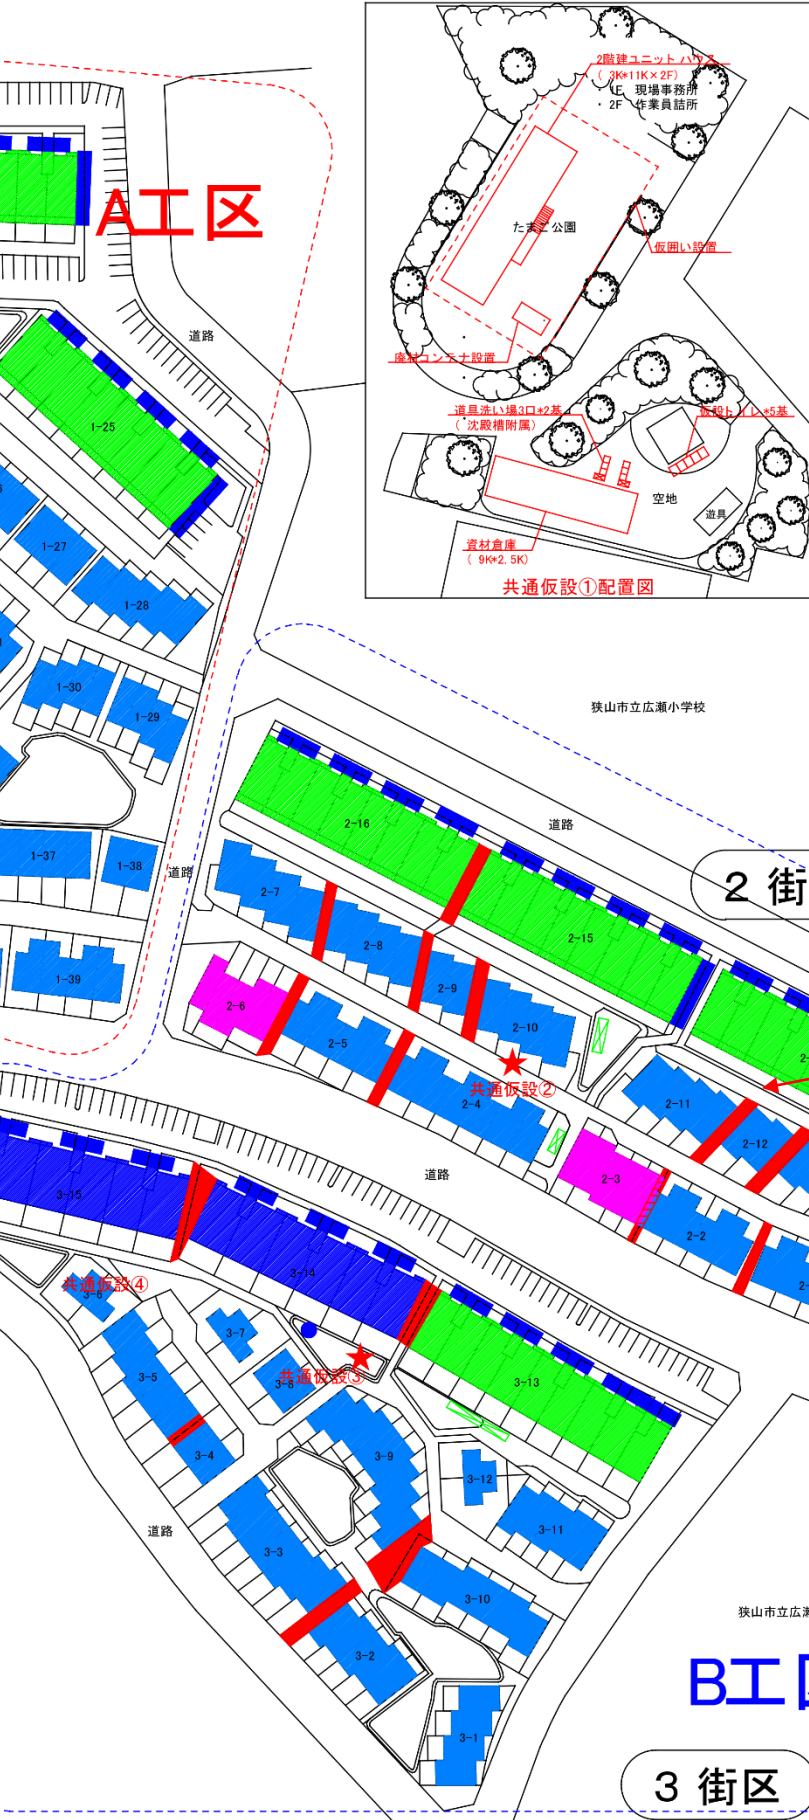 2階建ユニット ハウス
( 3K*11K×2F)
・1F 現場事務所
・2F 作業員詰所
A工区
たまご公園
仮囲い設置
道路
廃材コンテナ設置
道具洗い場3口*2基
( 沈殿槽附属)
仮設トイレ*5基
1-25
空地
遊具
資材倉庫
( 9K*2.5K)
共通仮設①配置図
1-27
1-28
1-30
1-29
狭山市立広瀬小学校
2-16
道路
1-37
1-38
道路
2 街
2-7
2-15
2-8
1-39
2-9
2-6
2-10
2-5
共通仮設②
2-4
2-11
2-12
道路
2-3
3-15
2-2
3-14
共通仮設④
3-6
3-7
共通仮設③
3-8
3-5
3-13
3-4
3-9
3-12
道路
3-11
3-3
3-10
狭山市立広
3-2
B工
3-1
3 街区